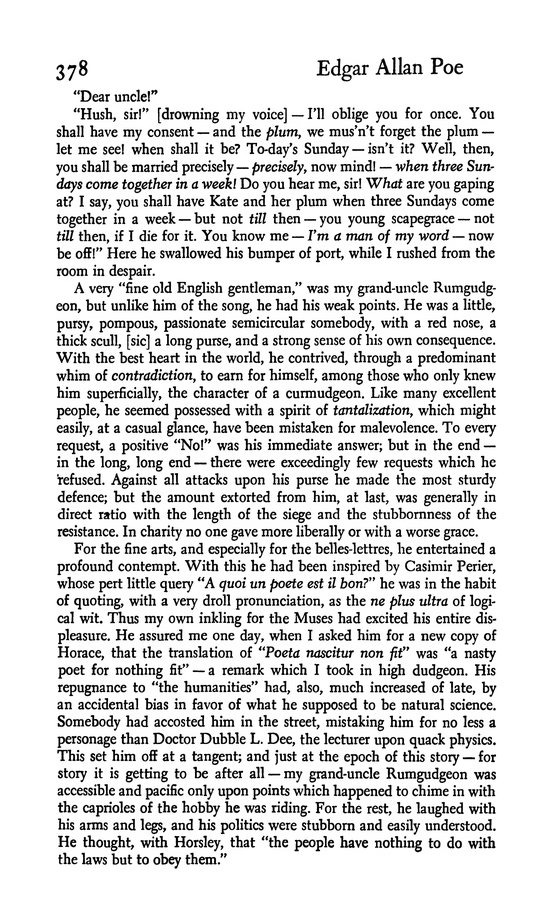 378 Edgar Allan Poe
"Dear uncle!"
"Hush, sir!" [drowning my voice] — I'll oblige you for once. You
shall have my consent — and the plum, we mus'n't forget the plum —
let me see! when shall it be? To-day's Sunday — isn't it? Well, then,
you shall be married precisely — precisely, now mind! — when three Sun-
days come together in a week! Do you hear me, sir! What are you gaping
at? I say, you shall have Kate and her plum when three Sundays come
together in a week — but not till then — you young scapegrace — not
till then, if I die for it. You know me — I'm a man of my word — now
be off!" Here he swallowed his bumper of port, while I rushed from the
room in despair.
A very "fine old English gentleman," was my grand-uncle Rumgudg-
eon, but unlike him of the song, he had his weak points. He was a little,
pursy, pompous, passionate semicircular somebody, with a red nose, a
thick scull, [sic] a long purse, and a strong sense of his own consequence.
With the best heart in the world, he contrived, through a predominant
whim of contradiction, to earn for himself, among those who only knew
him superficially, the character of a curmudgeon. Like many excellent
people, he seemed possessed with a spirit of tantalization, which might
easily, at a casual glance, have been mistaken for malevolence. To every
request, a positive "No!" was his immediate answer; but in the end —
in the long, long end — there were exceedingly few requests which he
refused. Against all attacks upon his purse he made the most sturdy
defence; but the amount extorted from him, at last, was generally in
direct ratio with the length of the siege and the stubbornness of the
resistance. In charity no one gave more liberally or with a worse grace.
For the fine arts, and especially for the belles-lettres, he entertained a
profound contempt. With this he had been inspired by Casimir Perier,
whose pert little query "A quoi un poete est il bon?" he was in the habit
of quoting, with a very droll pronunciation, as the ne plus ultra of logi-
cal wit. Thus my own inkling for the Muses had excited his entire dis-
pleasure. He assured me one day, when I asked him for a new copy of
Horace, that the translation of "Poeta nascitur non fit" was "a nasty
poet for nothing fit" — a remark which I took in high dudgeon. His
repugnance to "the humanities" had, also, much increased of late, by
an accidental bias in favor of what he supposed to be natural science.
Somebody had accosted him in the street, mistaking him for no less a
personage than Doctor Dubble L. Dee, the lecturer upon quack physics.
This set him off at a tangent; and just at the epoch of this story — for
story it is getting to be after all — my grand-uncle Rumgudgeon was
accessible and pacific only upon points which happened to chime in with
the caprioles of the hobby he was riding. For the rest, he laughed with
his arms and legs, and his politics were stubborn and easily understood.
He thought, with Horsley, that "the people have nothing to do with
the laws but to obey them."